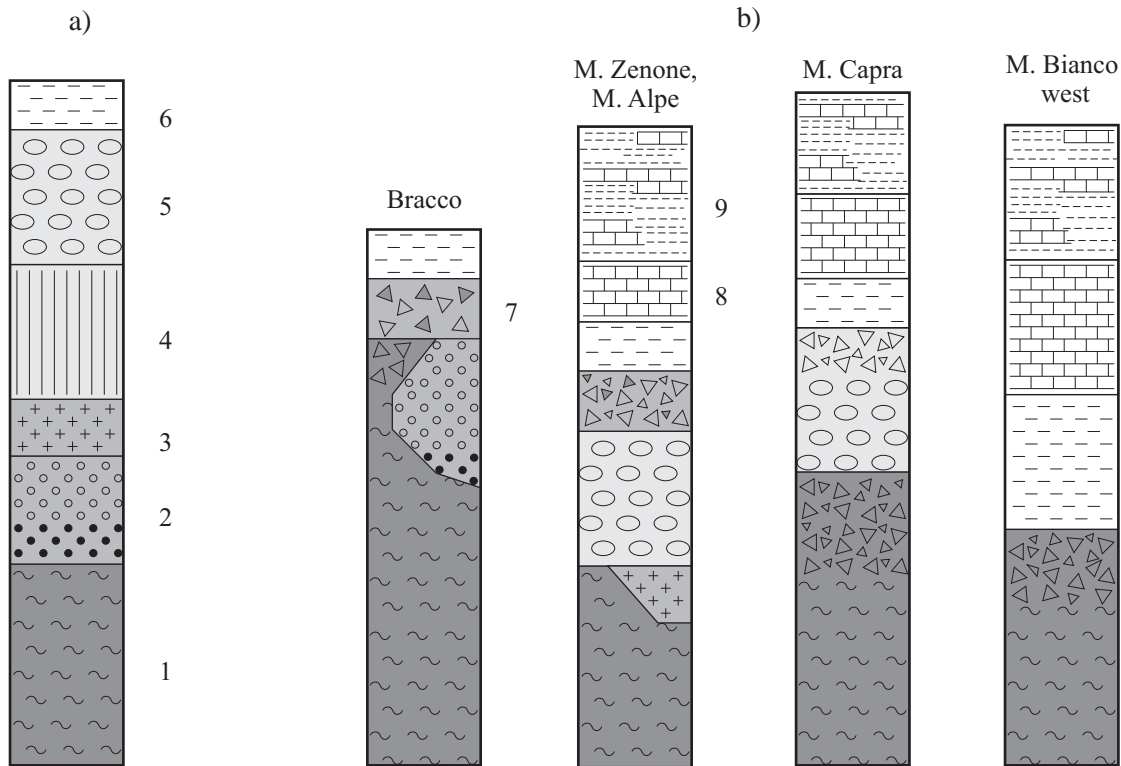 a)
6
5
4
3
2
1
b)
Bracco
7
M. Zenone,
M. Alpe
9
8
M. Capra
M. Bianco
west